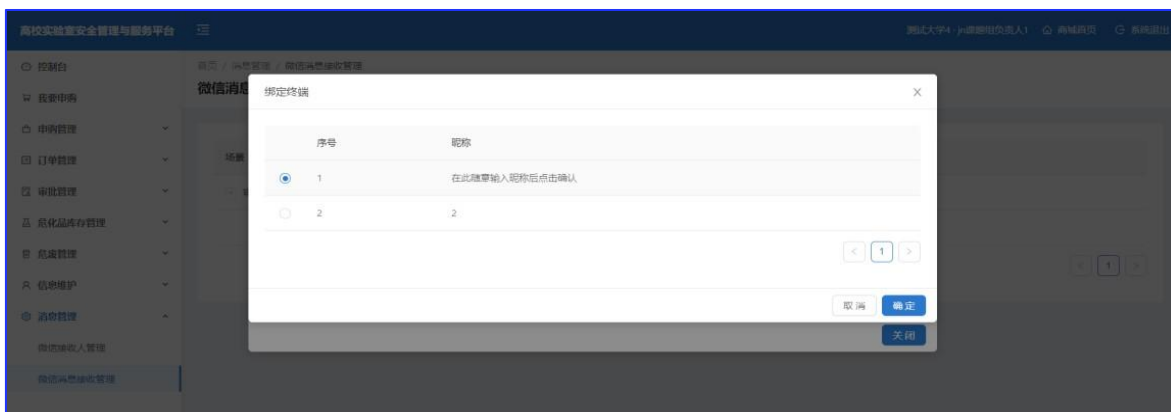 高校实验室安全管理与服务平台
测试大学4 - jn课题组负责人1 商城首页 系统退出
控制台
我要申购
申购管理
订单管理
审批管理
危化品库存管理
危废管理
信息维护
消息管理
微信接收人管理
微信消息接收管理
首页 / 消息管理 / 微信消息接收管理
微信消息
场景
绑定终端
序号 昵称
1 在此随意输入昵称后点击确认
2 2
< 1 >
取消 确定
关闭
< 1 >